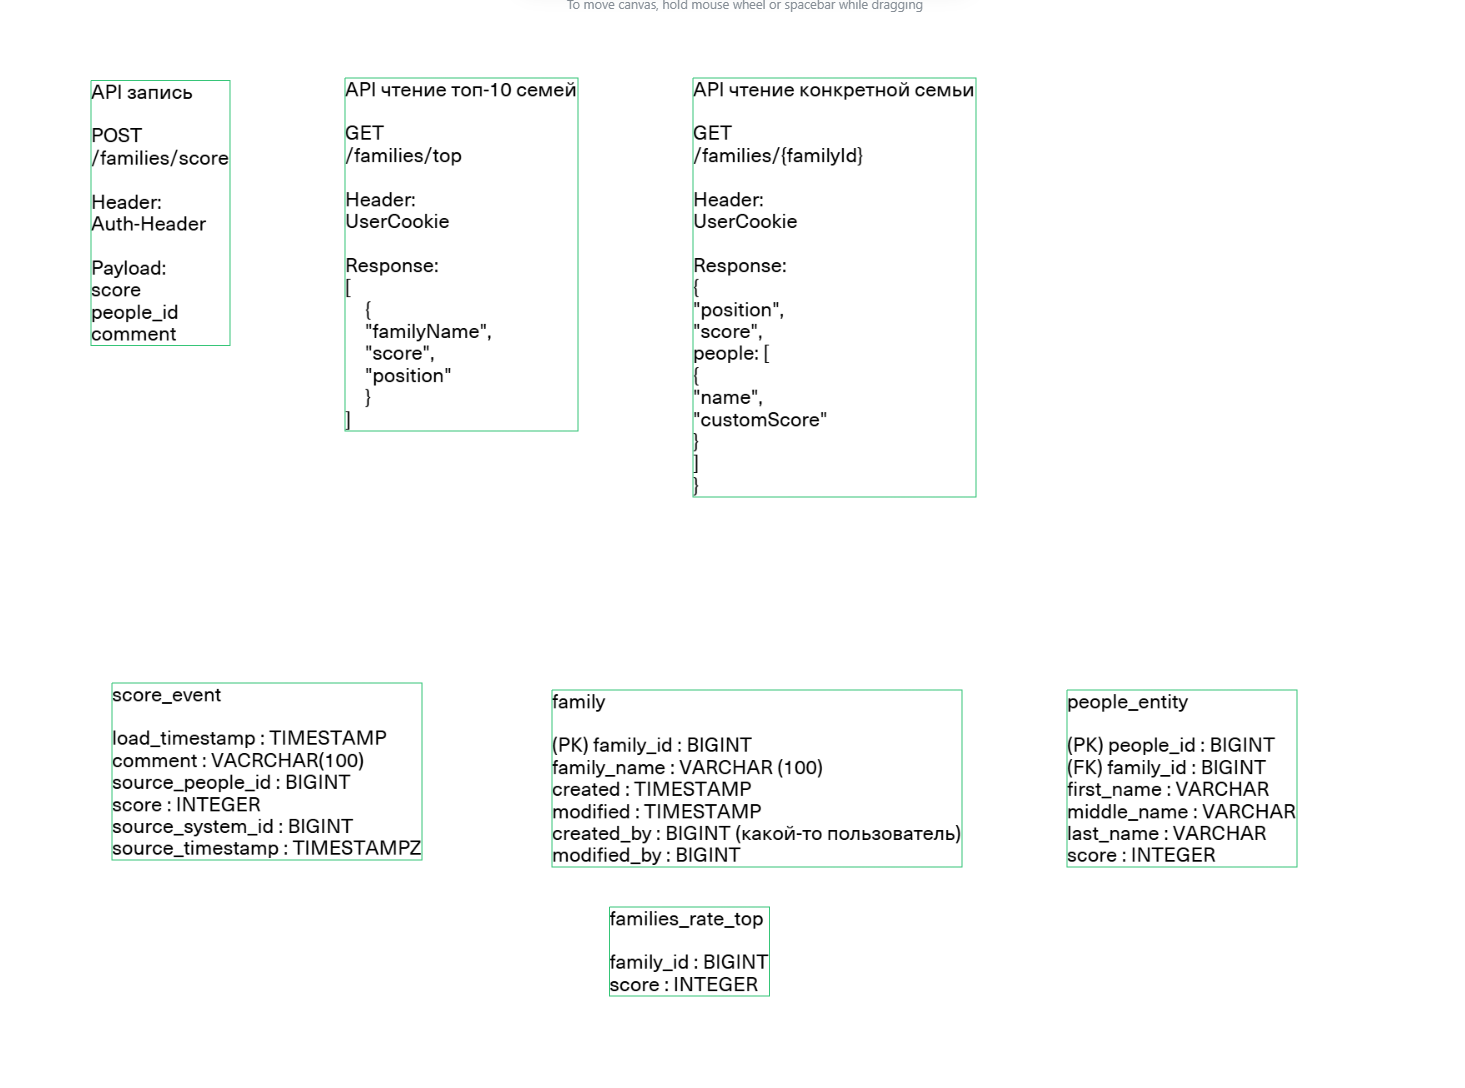 To move canvas, hold mouse wheel or spacebar while dragging
API запись
POST
/families/score
Header:
Auth-Header
Payload:
score
people_id
comment
API чтение топ-10 семей
GET
/families/top
Header:
UserCookie
Response:
[
{
"familyName",
"score",
"position"
}
]
API чтение конкретной семьи
GET
/families/{familyId}
Header:
UserCookie
Response:
{
"position",
"score",
people: [
{
"name",
"customScore"
}
]
}
score_event
load_timestamp : TIMESTAMP
comment : VACRCHAR(100)
source_people_id : BIGINT
score : INTEGER
source_system_id : BIGINT
source_timestamp : TIMESTAMPZ
family
(PK) family_id : BIGINT
family_name : VARCHAR (100)
created : TIMESTAMP
modified : TIMESTAMP
created_by : BIGINT (какой-то пользователь)
modified_by : BIGINT
people_entity
(PK) people_id : BIGINT
(FK) family_id : BIGINT
first_name : VARCHAR
middle_name : VARCHAR
last_name : VARCHAR
score : INTEGER
families_rate_top
family_id : BIGINT
score : INTEGER